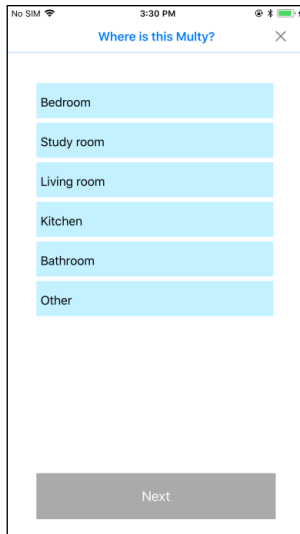 No SIM 3:30 PM
Where is this Multy?
Bedroom
Study room
Living room
Kitchen
Bathroom
Other
Next